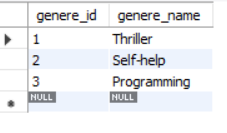 genere_id genere_name
1 Thriller
2 Self-help
3 Programming
NULL NULL